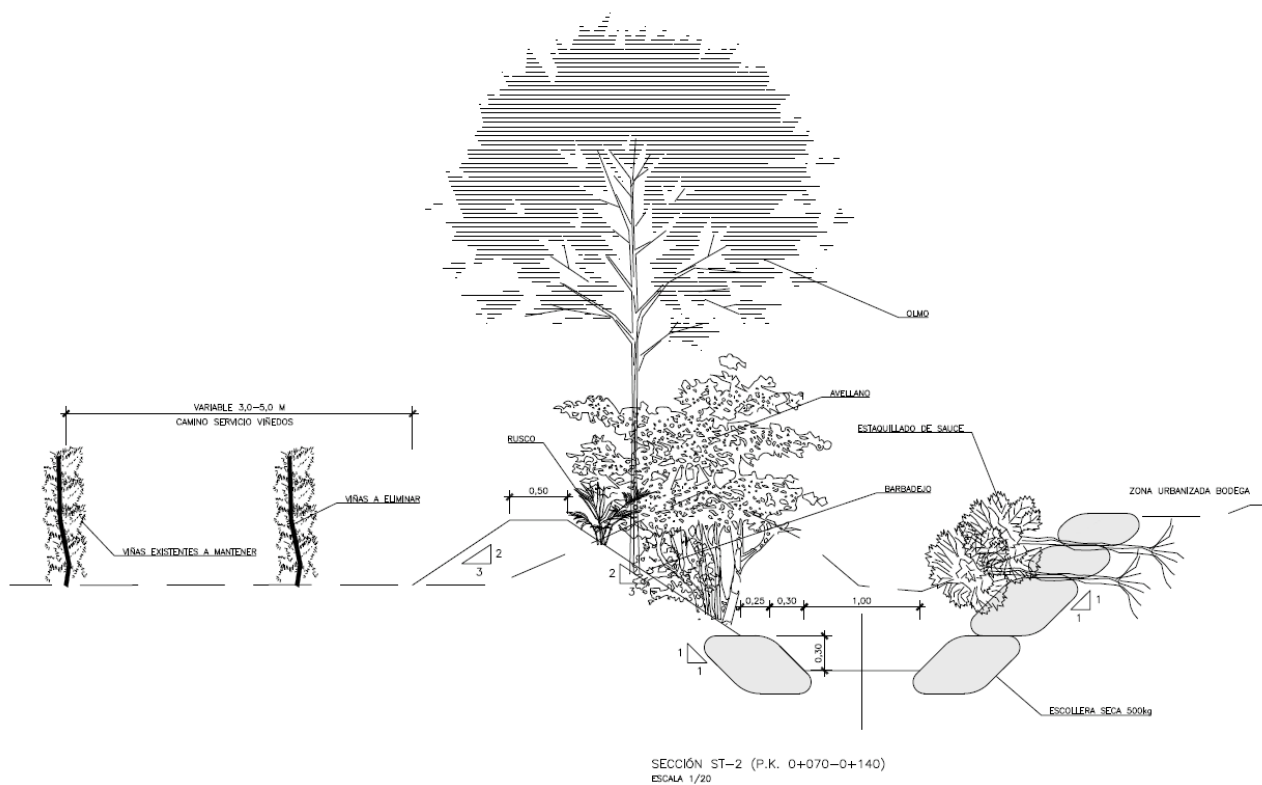 OLMO
AVELLANO
VARIABLE 3,0-5,0 M
CAMINO SERVICIO VIÑEDOS
ESTAQUILLADO DE SAUCE
RUSCO
BARBADEJO
ZONA URBANIZADA BODEGA
0,50
VIÑAS A ELIMINAR
VIÑAS EXISTENTES A MANTENER
2
3
2
3
0,25
0,30
1,00
1
1
0,30
1
1
ESCOLLERA SECA 500kg
SECCIÓN ST-2 (P.K. 0+070-0+140)
ESCALA 1/20